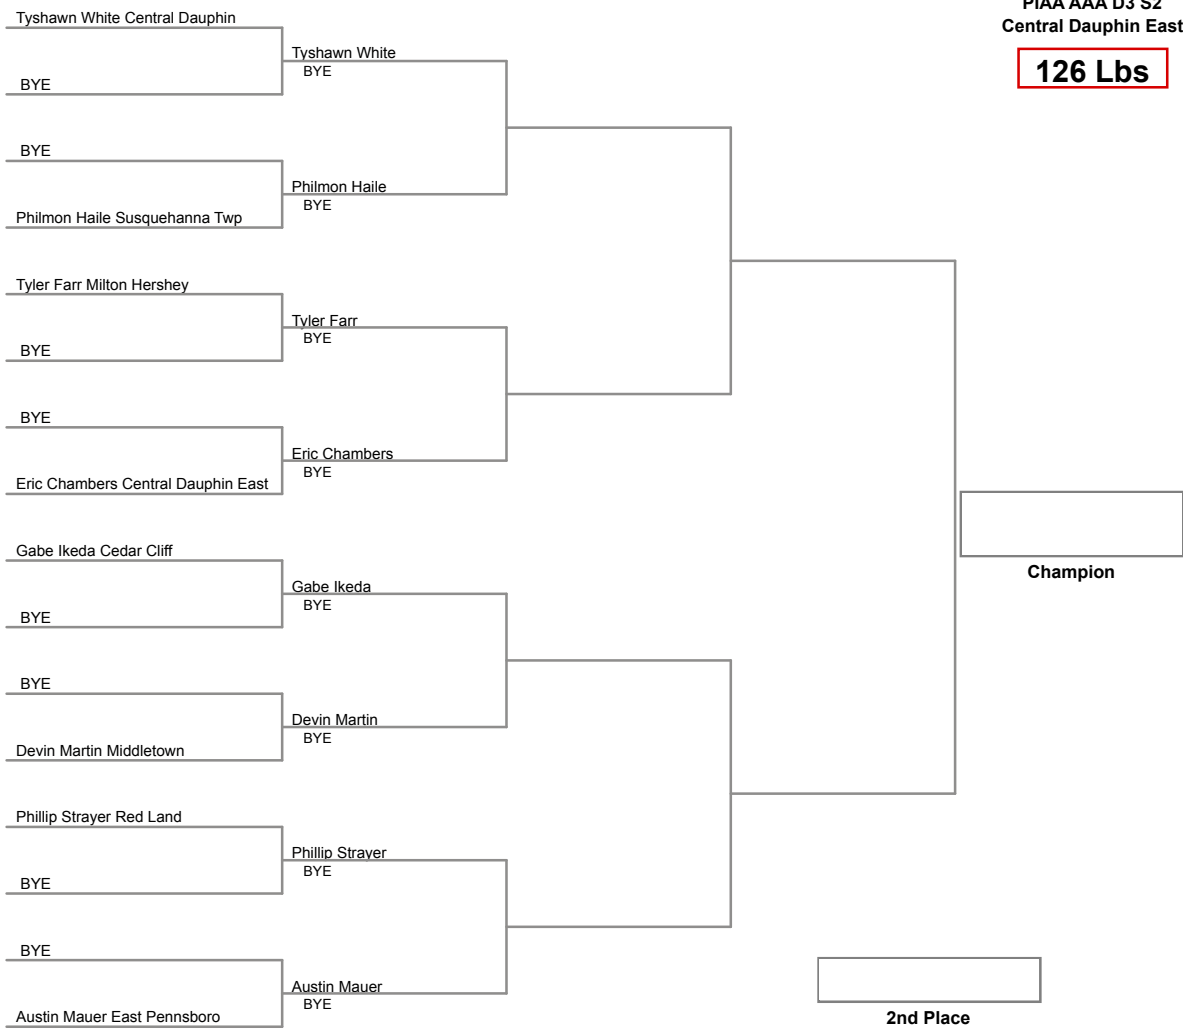 PIAA AAA D3 S2
Central Dauphin East
126 Lbs
Tyshawn White Central Dauphin
Tyshawn White
BYE
BYE
BYE
Philmon Haile
BYE
Philmon Haile Susquehanna Twp
Tyler Farr Milton Hershey
Tyler Farr
BYE
BYE
BYE
Eric Chambers
BYE
Eric Chambers Central Dauphin East
Gabe Ikeda Cedar Cliff
Champion
Gabe Ikeda
BYE
BYE
BYE
Devin Martin
BYE
Devin Martin Middletown
Phillip Strayer Red Land
Phillip Strayer
BYE
BYE
BYE
Austin Mauer
BYE
Austin Mauer East Pennsboro
2nd Place